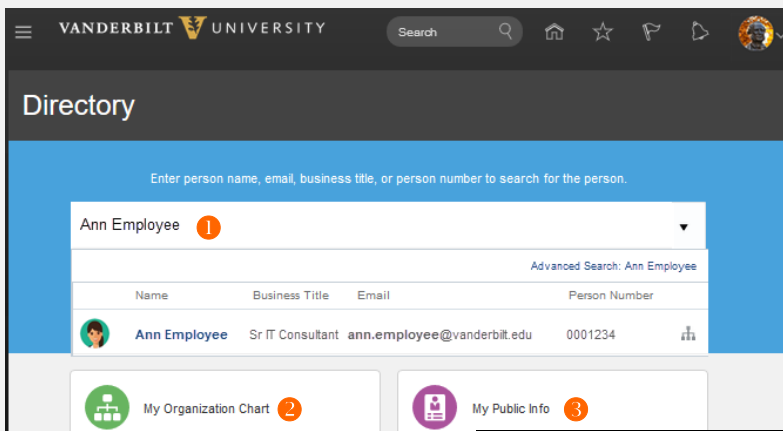 VANDERBILT V UNIVERSITY Search
Directory
Enter person name, email, business title, or person number to search for the person.
Ann Employee 1
Advanced Search: Ann Employee
Name Business Title Email Person Number
Ann Employee Sr IT Consultant ann.employee@vanderbilt.edu 0001234
My Organization Chart 2 My Public Info 3